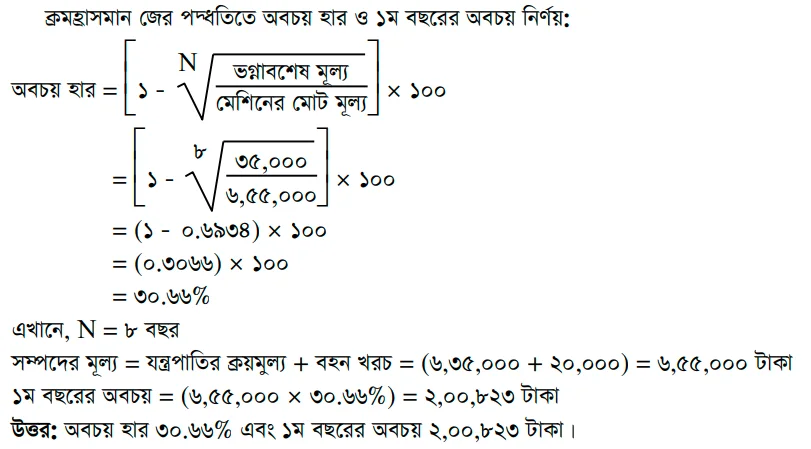 ক্রমহ্রাসমান জের পদ্ধতিতে অবচয় হার ও ১ম বছরের অবচয় নির্ণয়:
অবচয় হার = [১ - N√(ভগ্নাবশেষ মূল্য / মেশিনের মোট মূল্য)] × ১০০
= [১ - ৮√(৩৫,০০০ / ৬,৫৫,০০০)] × ১০০
= (১ - ০.৬৯৩৪) × ১০০
= (০.৩০৬৬) × ১০০
= ৩০.৬৬%
এখানে, N = ৮ বছর
সম্পদের মূল্য = যন্ত্রপাতির ক্রয়মুল্য + বহন খরচ = (৬,৩৫,০০০ + ২০,০০০) = ৬,৫৫,০০০ টাকা
১ম বছরের অবচয় = (৬,৫৫,০০০ × ৩০.৬৬%) = ২,০০,৮২৩ টাকা
উত্তর: অবচয় হার ৩০.৬৬% এবং ১ম বছরের অবচয় ২,০০,৮২৩ টাকা।